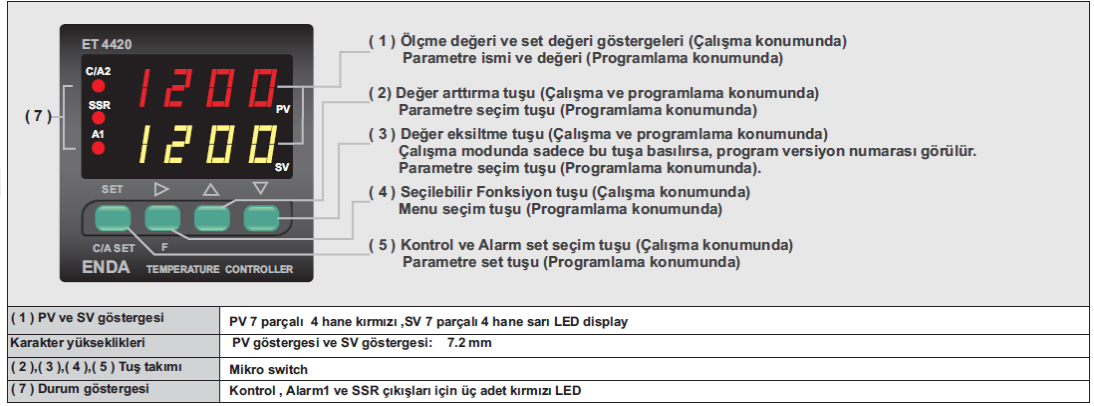 ET 4420
C/A2
SSR
A1
( 7 )
1200
PV
1200
SV
SET
C/A SET
F
ENDA TEMPERATURE CONTROLLER
( 1 ) Ölçme değeri ve set değeri göstergeleri (Çalışma konumunda)
Parametre ismi ve değeri (Programlama konumunda)
( 2) Değer arttırma tuşu (Çalışma ve programlama konumunda)
Parametre seçim tuşu (Programlama konumunda)
( 3 ) Değer eksiltme tuşu (Çalışma ve programlama konumunda)
Çalışma modunda sadece bu tuşa basılırsa, program versiyon numarası görülür.
Parametre seçim tuşu (Programlama konumunda).
( 4 ) Seçilebilir Fonksiyon tuşu (Çalışma konumunda)
Menu seçim tuşu (Programlama konumunda)
( 5 ) Kontrol ve Alarm set seçim tuşu (Çalışma konumunda)
Parametre set tuşu (Programlama konumunda)
( 1 ) PV ve SV göstergesi PV 7 parçalı 4 hane kırmızı ,SV 7 parçalı 4 hane sarı LED display
Karakter yükseklikleri PV göstergesi ve SV göstergesi: 7.2 mm
( 2 ),( 3 ),( 4 ),( 5 ) Tuş takımı Mikro switch
( 7 ) Durum göstergesi Kontrol , Alarm1 ve SSR çıkışları için üç adet kırmızı LED